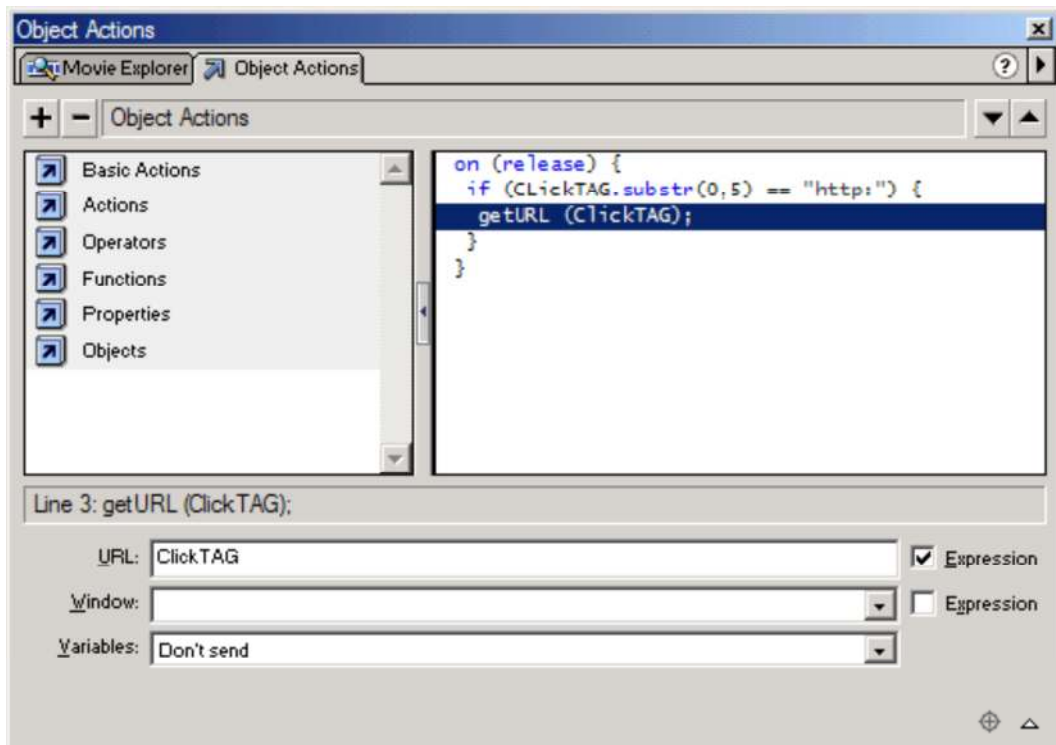 Object Actions
Movie Explorer Object Actions ?
+ - Object Actions
Basic Actions
Actions
Operators
Functions
Properties
Objects
on (release) {
if (CLickTAG.substr(0,5) == "http:") {
getURL (ClickTAG);
}
}
Line 3: getURL (ClickTAG);
URL: ClickTAG Expression
Window: Expression
Variables: Don't send